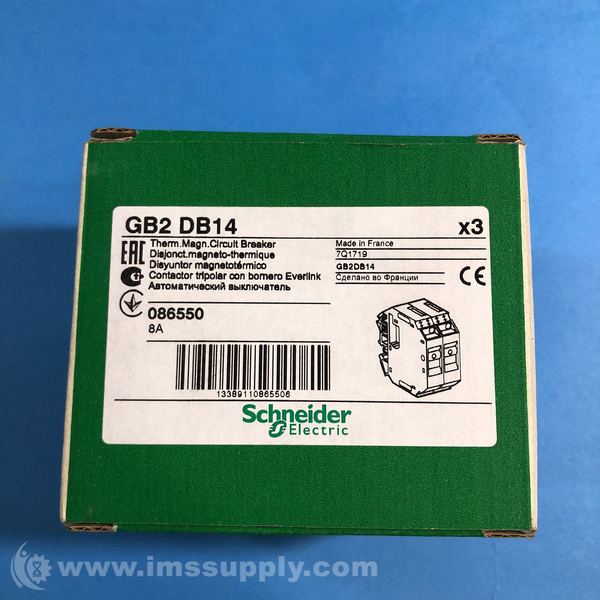 GB2 DB14
x3
EAC
Therm.Magn.Circuit Breaker
Disjonct.magneto-thermique
Disyuntor magnetotérmico
Contactor tripolar con bornero Everlink
Автоматический выключатель
Made in France
7Q1719
GB2DB14
Сделано во Франции
CE
086550
8A
13389110865506
Schneider
Electric
www.imssupply.com